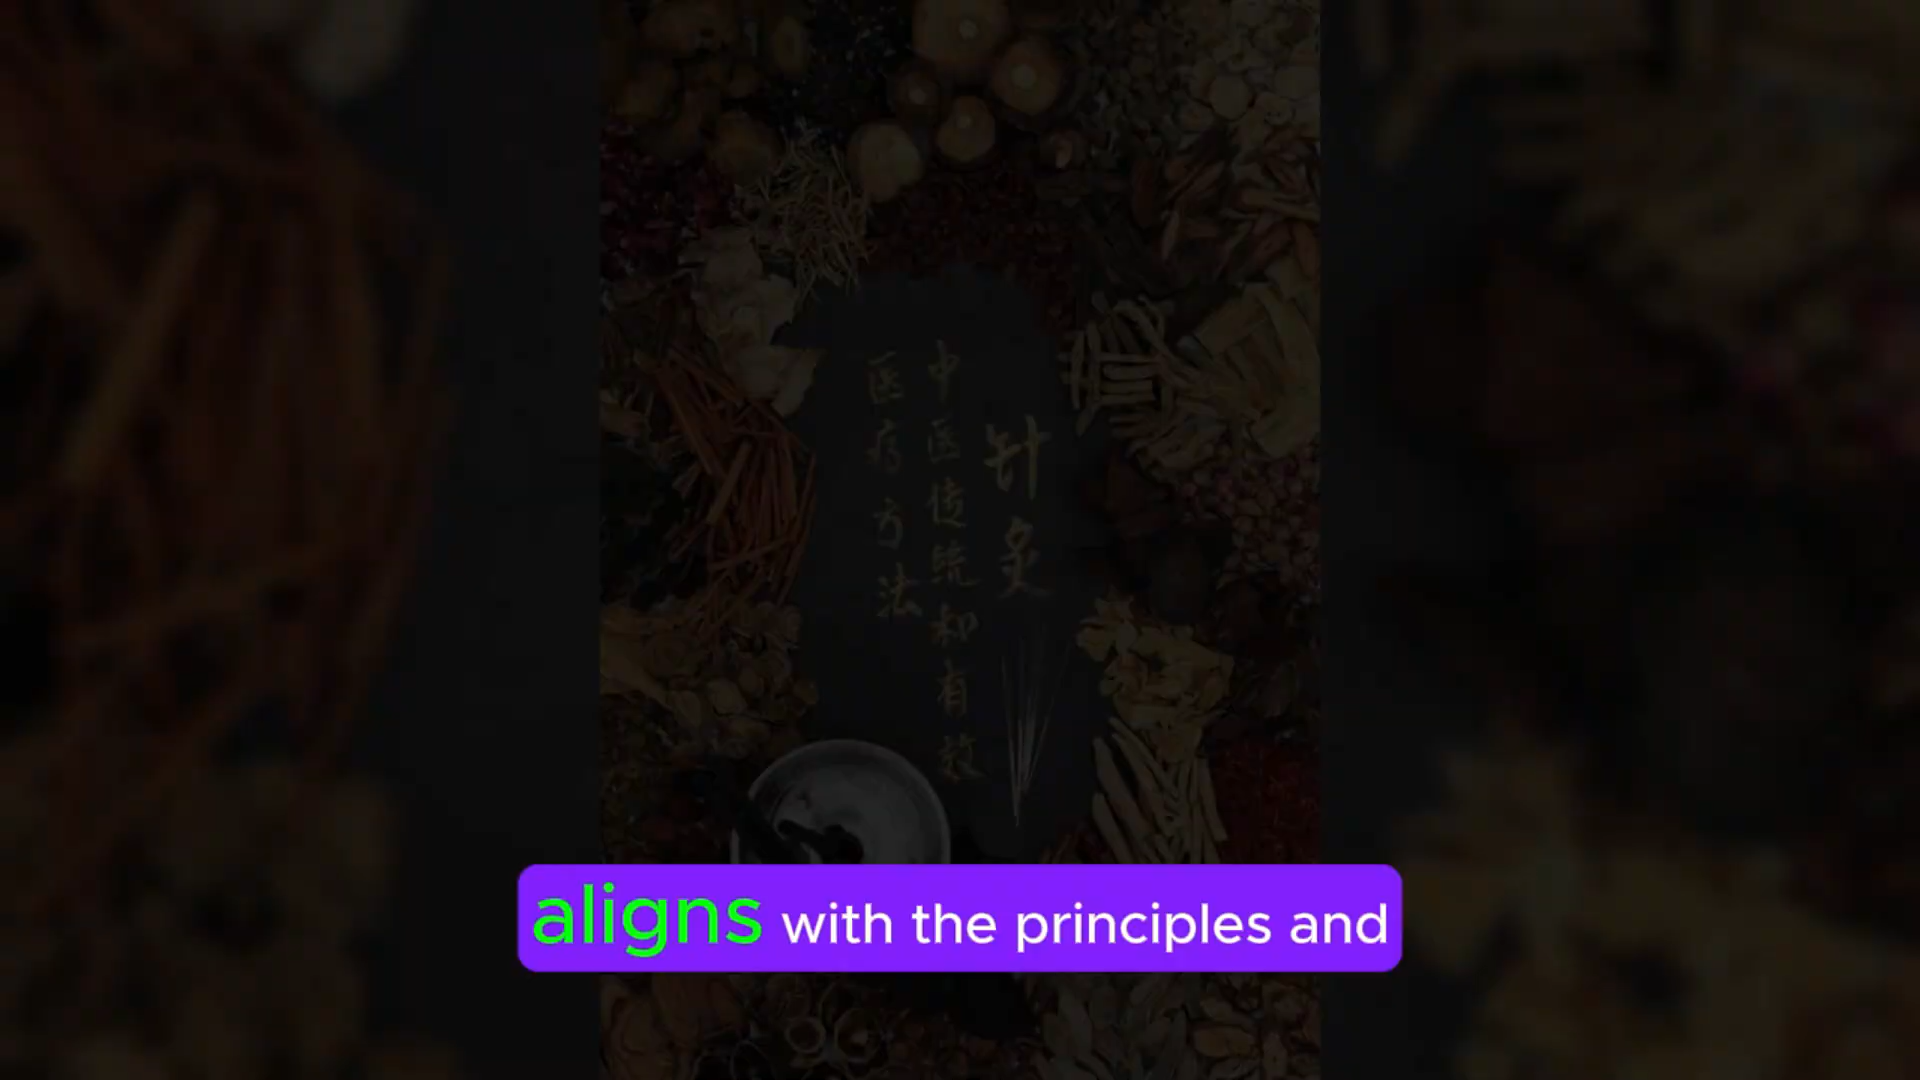 针灸
中医传统和有效
医疗方法
aligns with the principles and